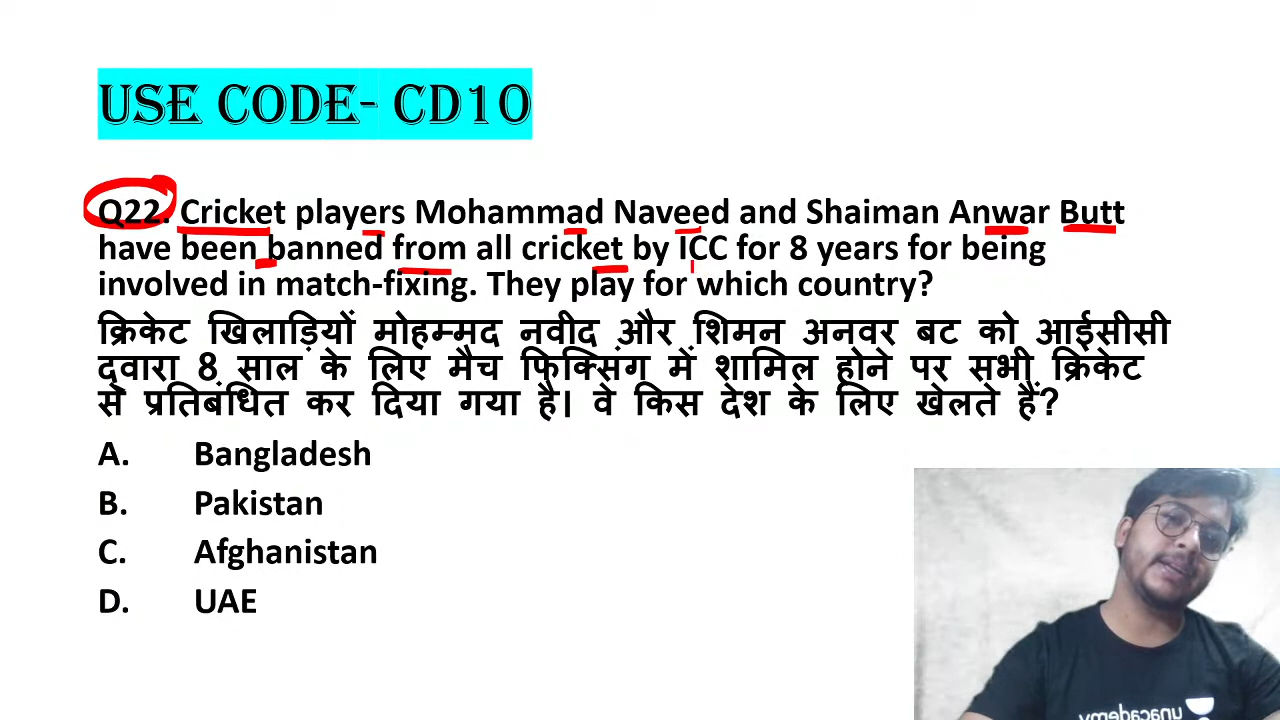 USE CODE- CD10
Q22. Cricket players Mohammad Naveed and Shaiman Anwar Butt
have been banned from all cricket by ICC for 8 years for being
involved in match-fixing. They play for which country?
क्रिकेट खिलाड़ियों मोहम्मद नवीद और शिमन अनवर बट को आईसीसी
द्वारा 8 साल के लिए मैच फिक्सिंग में शामिल होने पर सभी क्रिकेट
से प्रतिबंधित कर दिया गया है। वे किस देश के लिए खेलते हैं?
A. Bangladesh
B. Pakistan
C. Afghanistan
D. UAE
unacademy